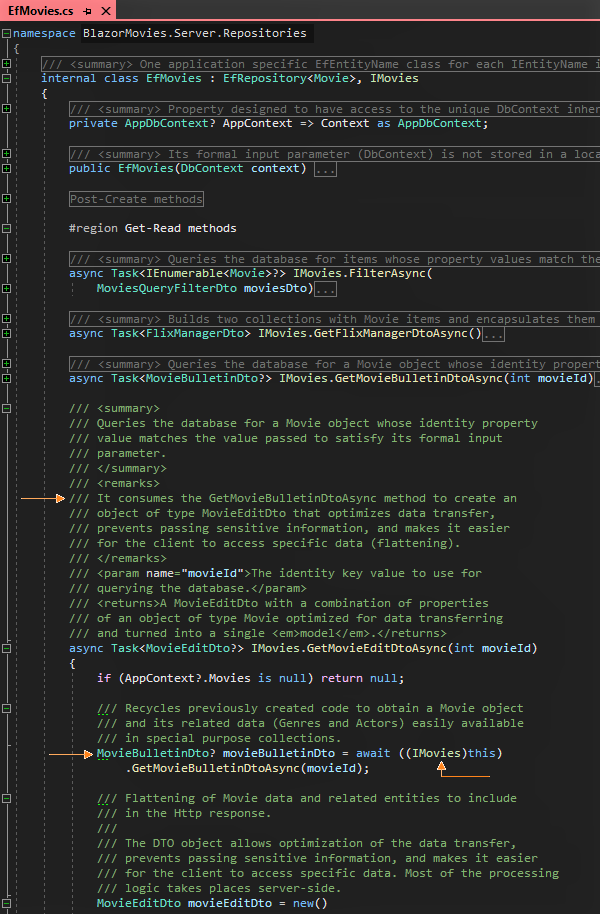 EfMovies.cs
namespace BlazorMovies.Server.Repositories
{
/// <summary> One application specific EfEntityName class for each IEntityName i
internal class EfMovies : EfRepository<Movie>, IMovies
{
/// <summary> Property designed to have access to the unique DbContext inher
private AppDbContext? AppContext => Context as AppDbContext;
/// <summary> Its formal input parameter (DbContext) is not stored in a loca
public EfMovies(DbContext context) ...
Post-Create methods
#region Get-Read methods
/// <summary> Queries the database for items whose property values match the
async Task<IEnumerable<Movie>?> IMovies.FilterAsync(
MoviesQueryFilterDto moviesDto)...
/// <summary> Builds two collections with Movie items and encapsulates them
async Task<FlixManagerDto> IMovies.GetFlixManagerDtoAsync()...
/// <summary> Queries the database for a Movie object whose identity propert
async Task<MovieBulletinDto?> IMovies.GetMovieBulletinDtoAsync(int movieId)..
/// <summary>
/// Queries the database for a Movie object whose identity property
/// value matches the value passed to satisfy its formal input
/// parameter.
/// </summary>
/// <remarks>
/// It consumes the GetMovieBulletinDtoAsync method to create an
/// object of type MovieEditDto that optimizes data transfer,
/// prevents passing sensitive information, and makes it easier
/// for the client to access specific data (flattening).
/// </remarks>
/// <param name="movieId">The identity key value to use for
/// querying the database.</param>
/// <returns>A MovieEditDto with a combination of properties
/// of an object of type Movie optimized for data transferring
/// and turned into a single <em>model</em>.</returns>
async Task<MovieEditDto?> IMovies.GetMovieEditDtoAsync(int movieId)
{
if (AppContext?.Movies is null) return null;
/// Recycles previously created code to obtain a Movie object
/// and its related data (Genres and Actors) easily available
/// in special purpose collections.
MovieBulletinDto? movieBulletinDto = await ((IMovies)this)
.GetMovieBulletinDtoAsync(movieId);
/// Flattening of Movie data and related entities to include
/// in the Http response.
///
/// The DTO object allows optimization of the data transfer,
/// prevents passing sensitive information, and makes it easier
/// for the client to access specific data. Most of the processing
/// logic takes places server-side.
MovieEditDto movieEditDto = new()